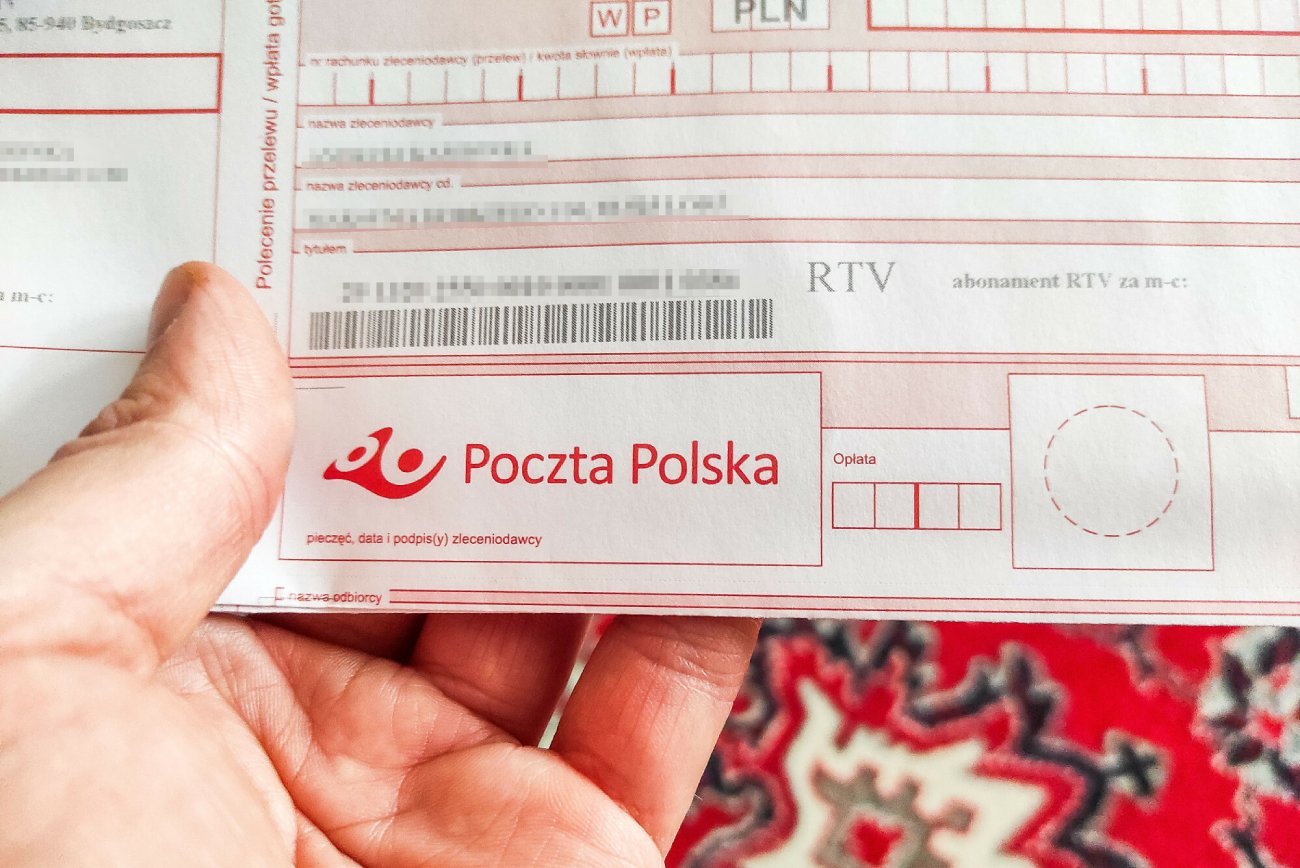 5, 85-940 Bydgoszcz
m-c:
Polecenie przelewu / wpłata
W P
PLN
nr rachunku zleceniodawcy (przelew) / kwota słownie (wpłata)
nazwa zleceniodawcy
nazwa zleceniodawcy cd.
tytułem
RTV
abonament RTV za m-c:
Poczta Polska
pieczęć, data i podpis(y) zleceniodawcy
Opłata
nazwa odbiorcy